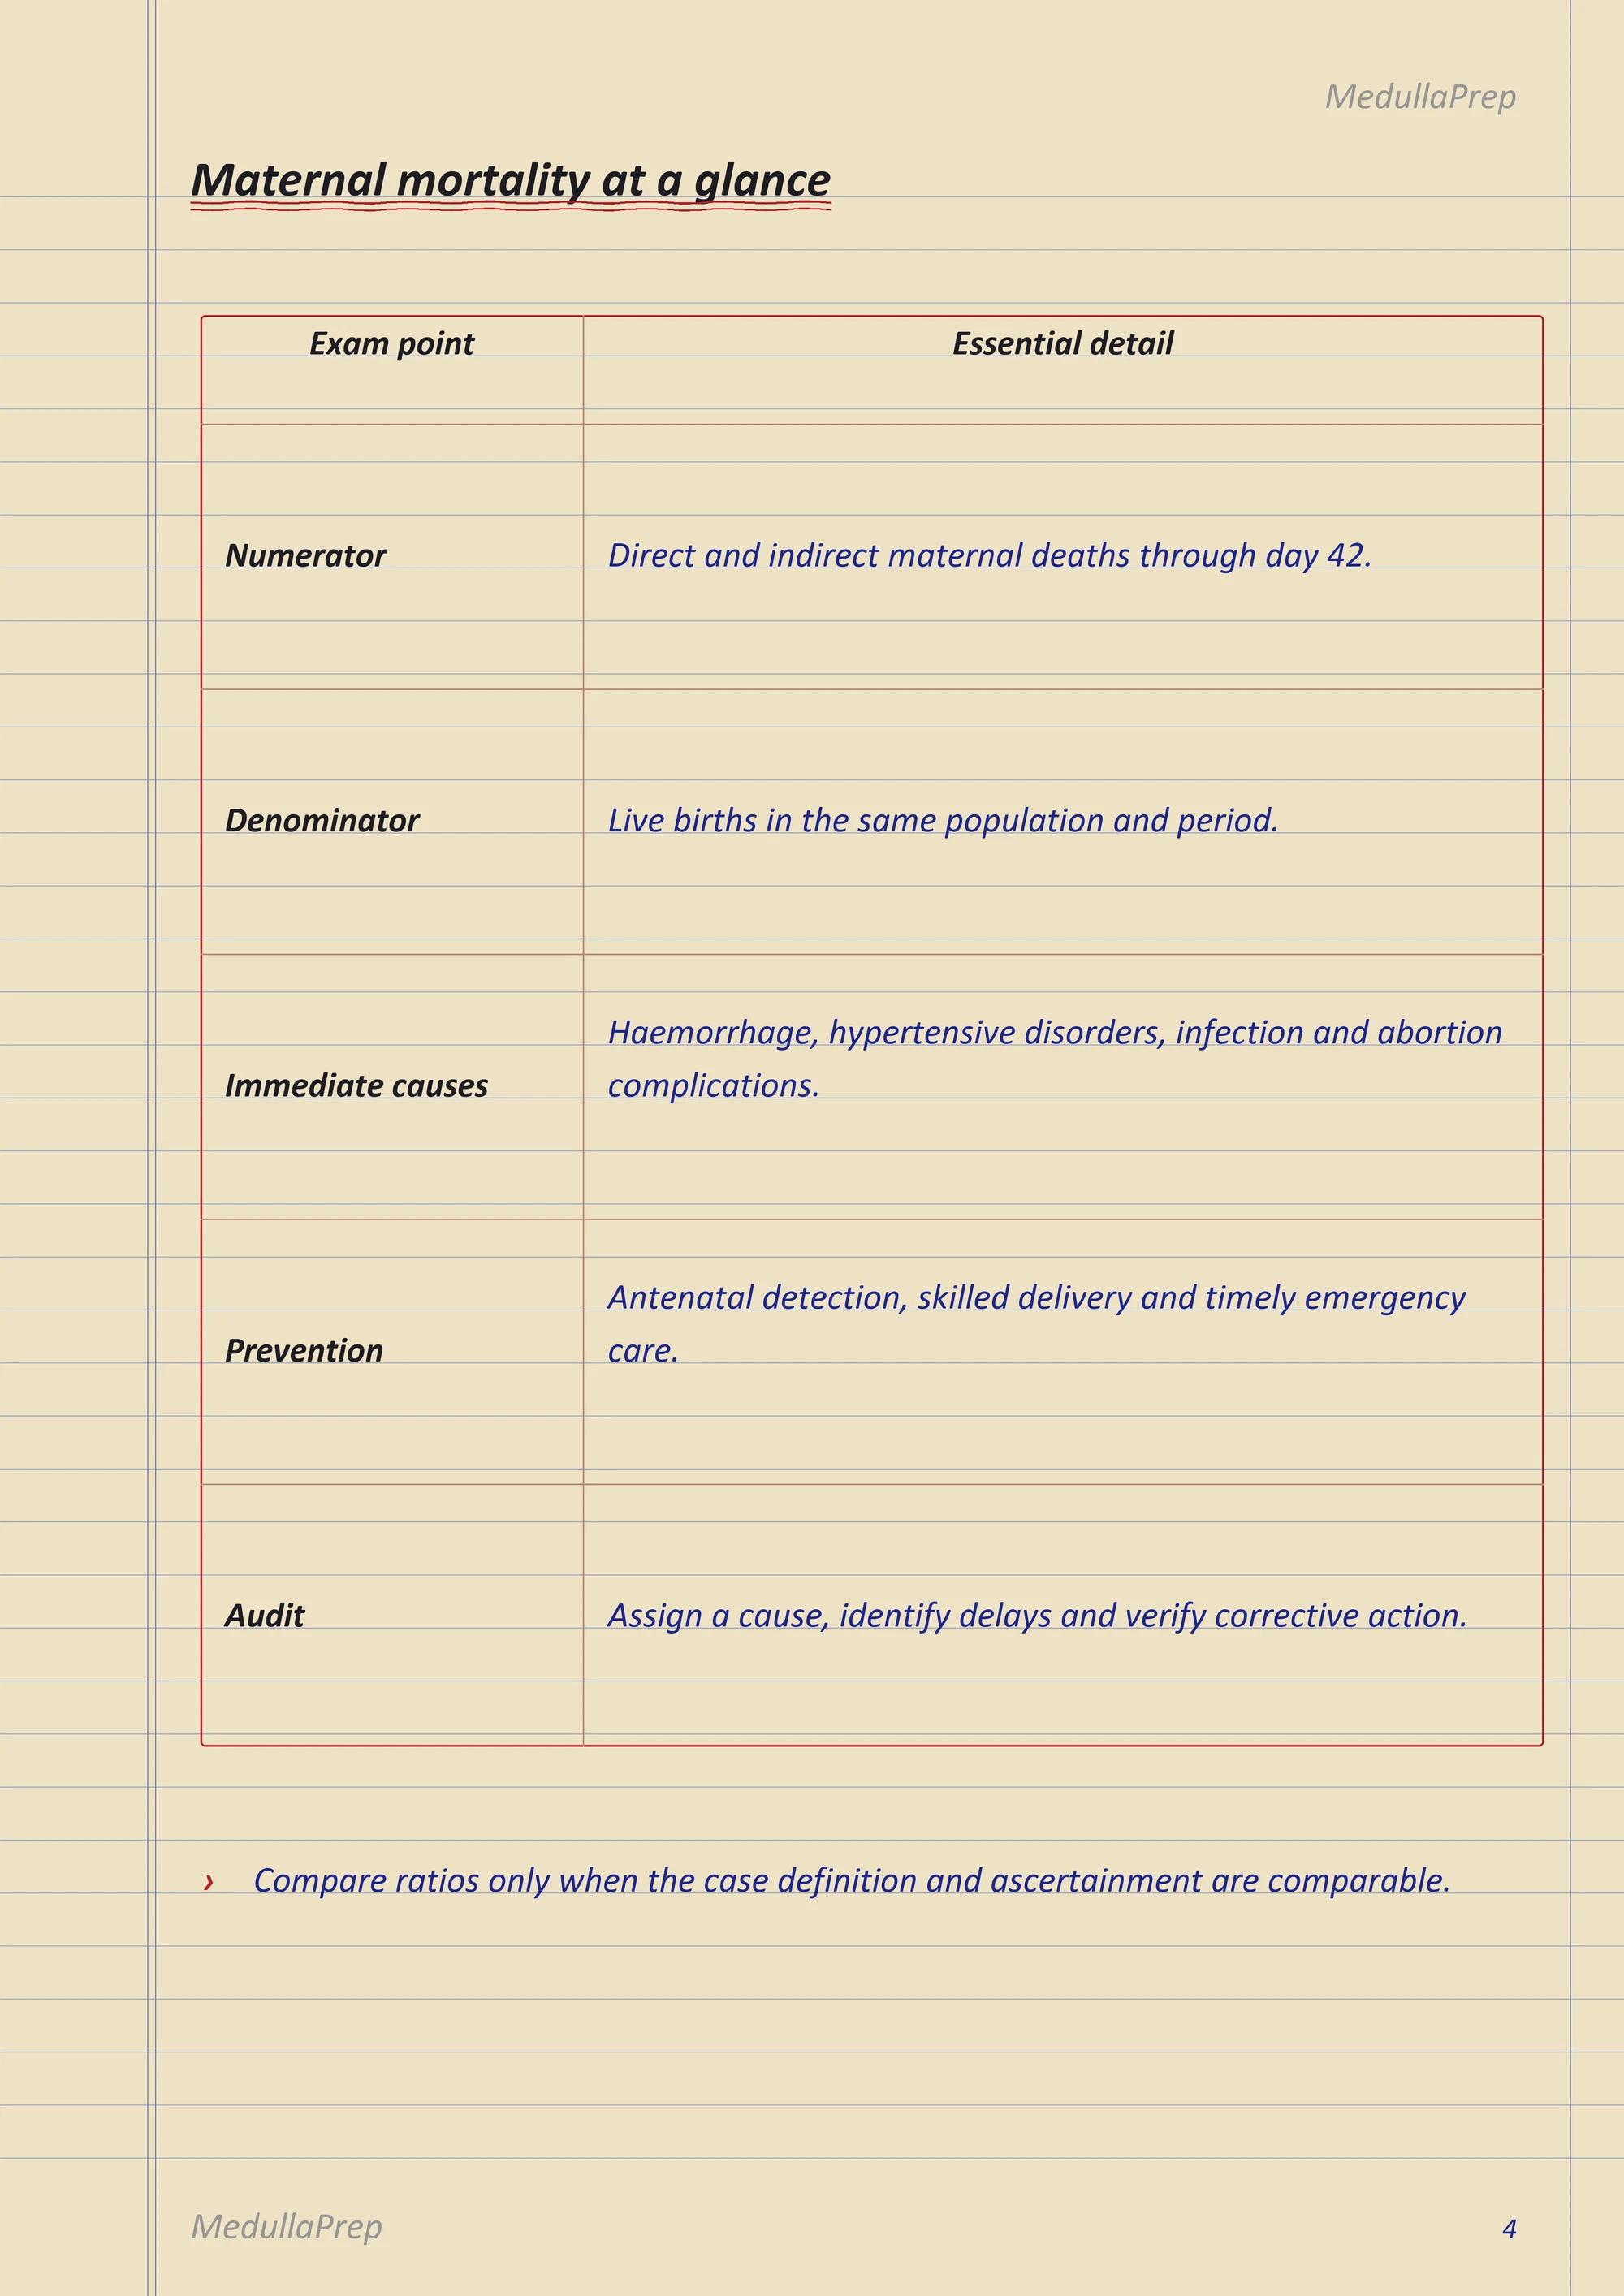 MedullaPrep
Maternal mortality at a glance
Exam point
Essential detail
Numerator
Direct and indirect maternal deaths through day 42.
Denominator
Live births in the same population and period.
Immediate causes
Haemorrhage, hypertensive disorders, infection and abortion
complications.
Prevention
Antenatal detection, skilled delivery and timely emergency
care.
Audit
Assign a cause, identify delays and verify corrective action.
› Compare ratios only when the case definition and ascertainment are comparable.
MedullaPrep
4